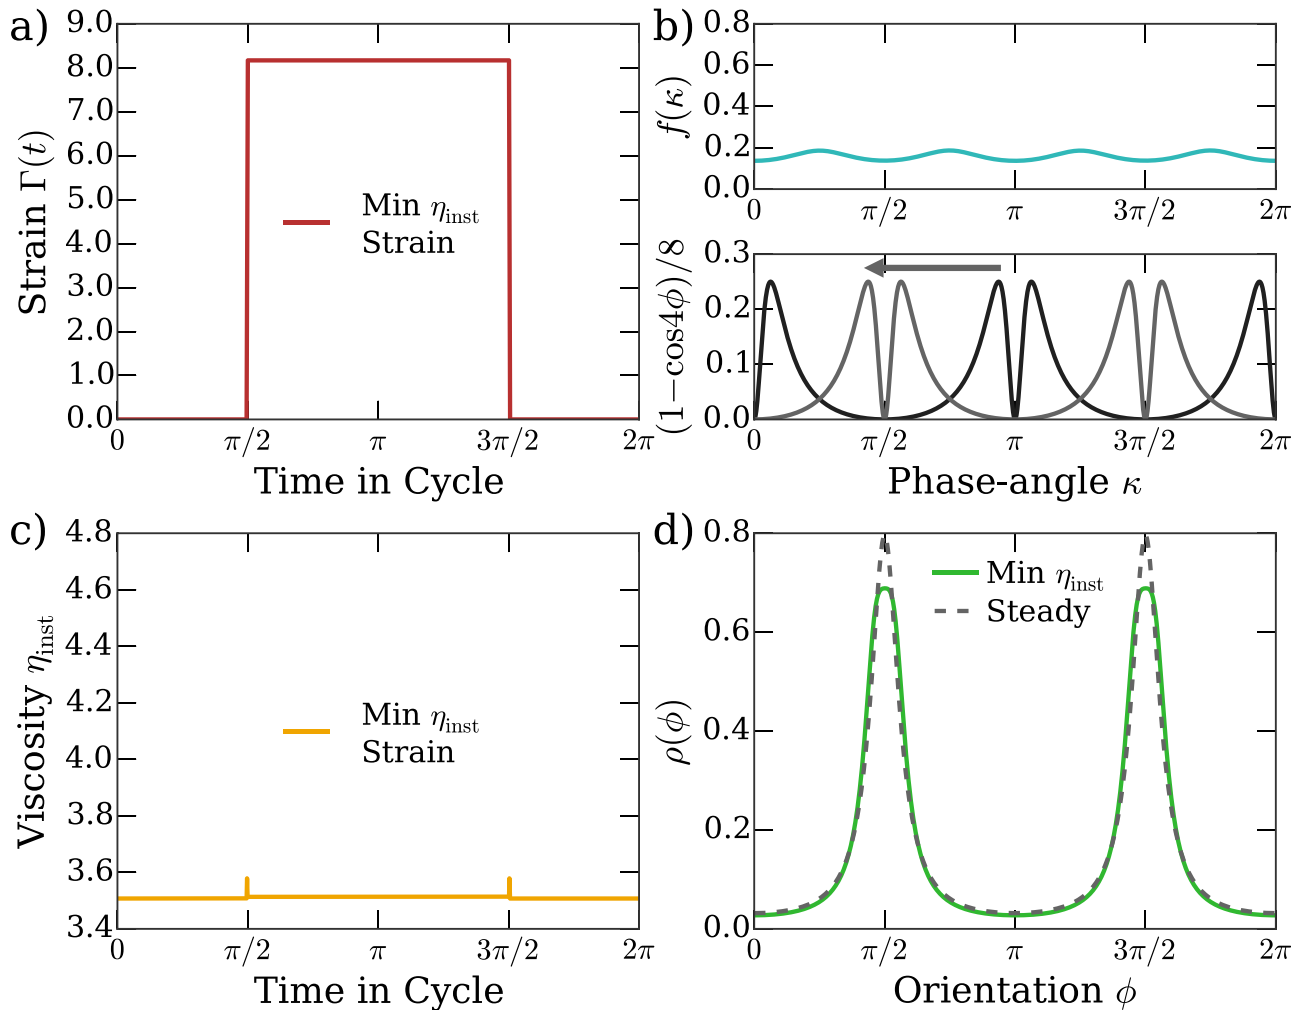 a)
Strain Γ(t)
9.0
8.0
7.0
6.0
5.0
4.0
3.0
2.0
1.0
0.0
Min ηinst
Strain
0 π/2 π 3π/2 2π
Time in Cycle
b)
f(κ)
0.8
0.6
0.4
0.2
0.0
0 π/2 π 3π/2 2π
(1−cos4ϕ)/8
0.3
0.2
0.1
0.0
0 π/2 π 3π/2 2π
Phase-angle κ
c)
Viscosity ηinst
4.8
4.6
4.4
4.2
4.0
3.8
3.6
3.4
Min ηinst
Strain
0 π/2 π 3π/2 2π
Time in Cycle
d)
ρ(ϕ)
0.8
0.6
0.4
0.2
0.0
Min ηinst
Steady
0 π/2 π 3π/2 2π
Orientation ϕ